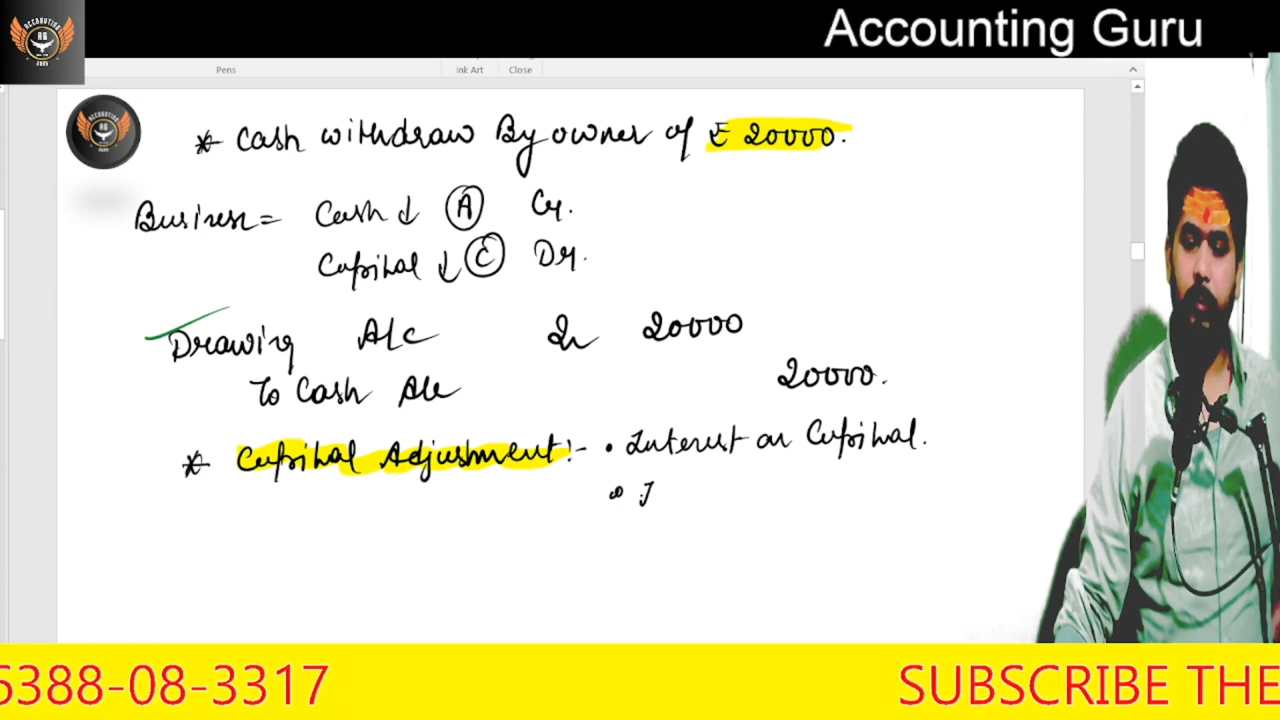 Accounting Guru
Pens
Ink Art
Close
* Cash withdraw By owner of ₹ 20000.
Business = Cash ↓ (A) Cr.
Capital ↓ (C) Dr.
Drawing A/c Dr 20000
To Cash A/c 20000.
* Capital Adjustment:- • Interest on Capital.
• I
6388-08-3317
SUBSCRIBE THE